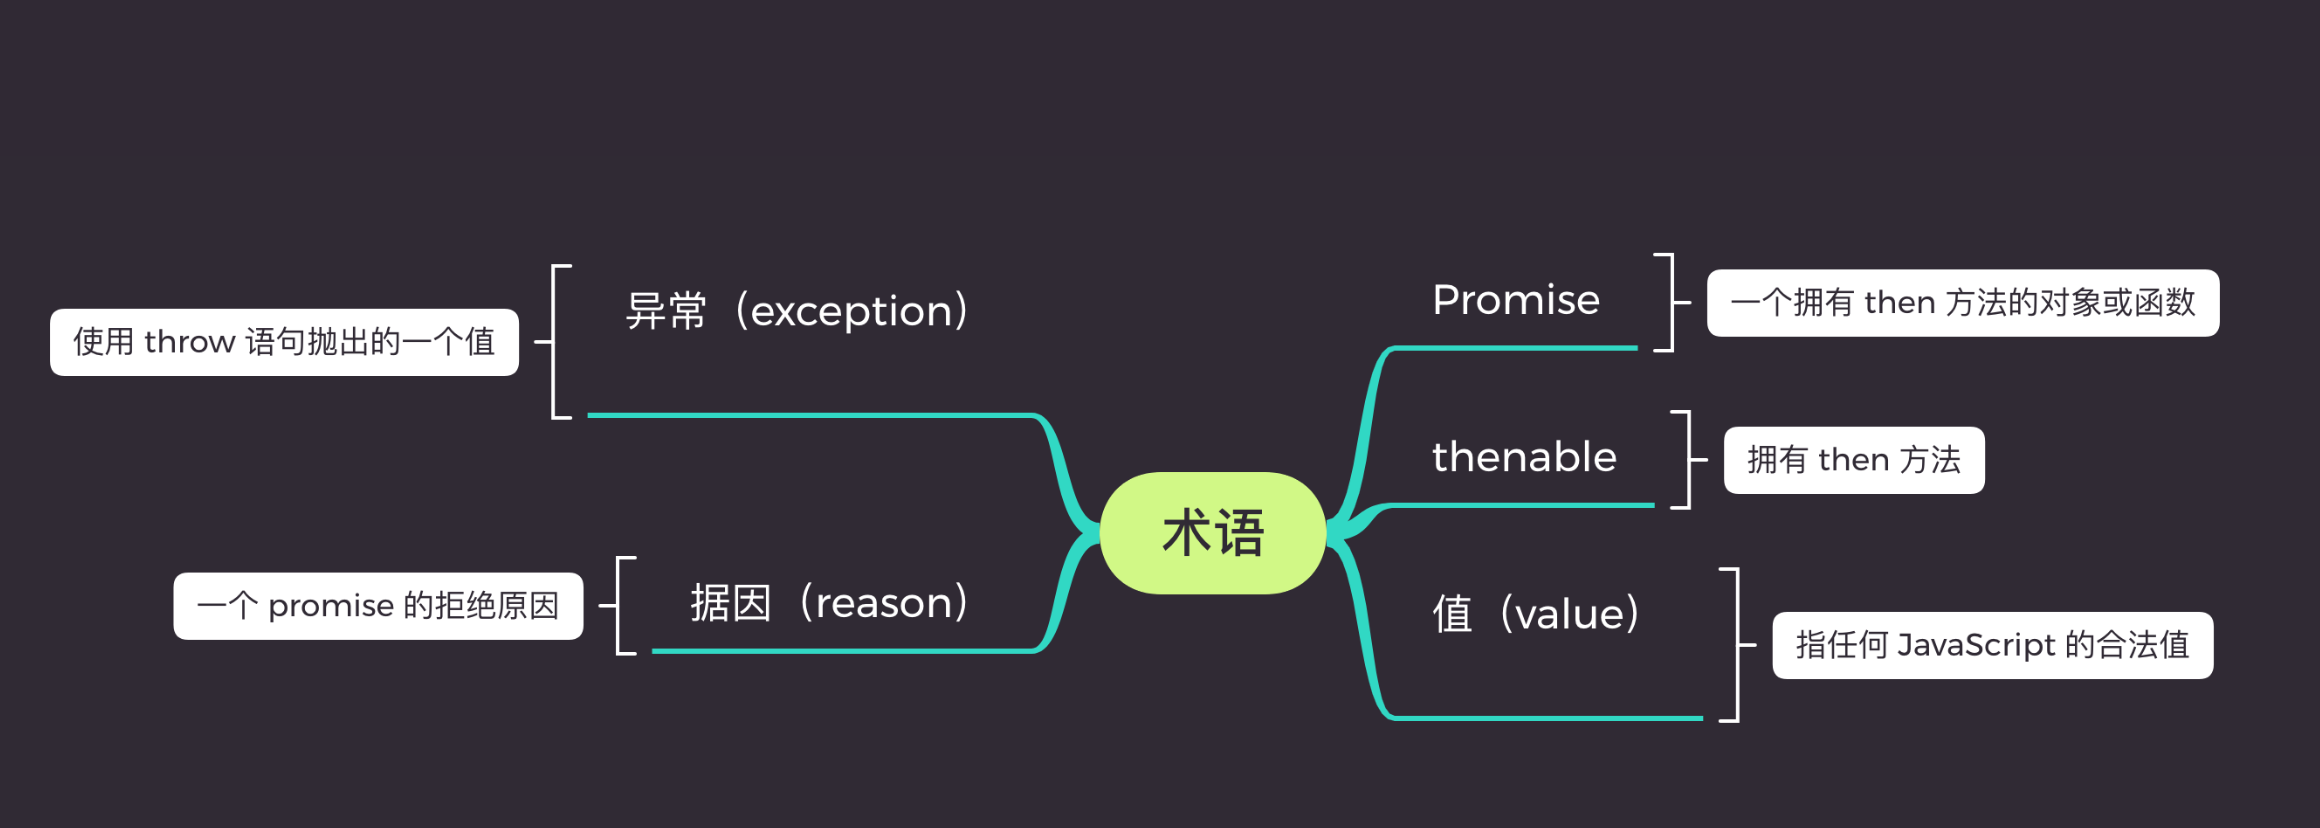 术语
Promise
一个拥有 then 方法的对象或函数
thenable
拥有 then 方法
值（value）
指任何 JavaScript 的合法值
异常（exception）
使用 throw 语句抛出的一个值
据因（reason）
一个 promise 的拒绝原因